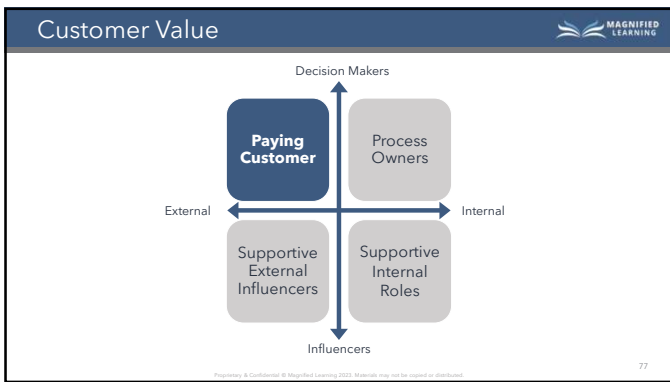 Customer Value
MAGNIFIED
LEARNING
Decision Makers
Paying
Customer
Process
Owners
External
Internal
Supportive
External
Influencers
Supportive
Internal
Roles
Influencers
77
Proprietary & Confidential © Magnified Learning 2023. Materials may not be copied or distributed.